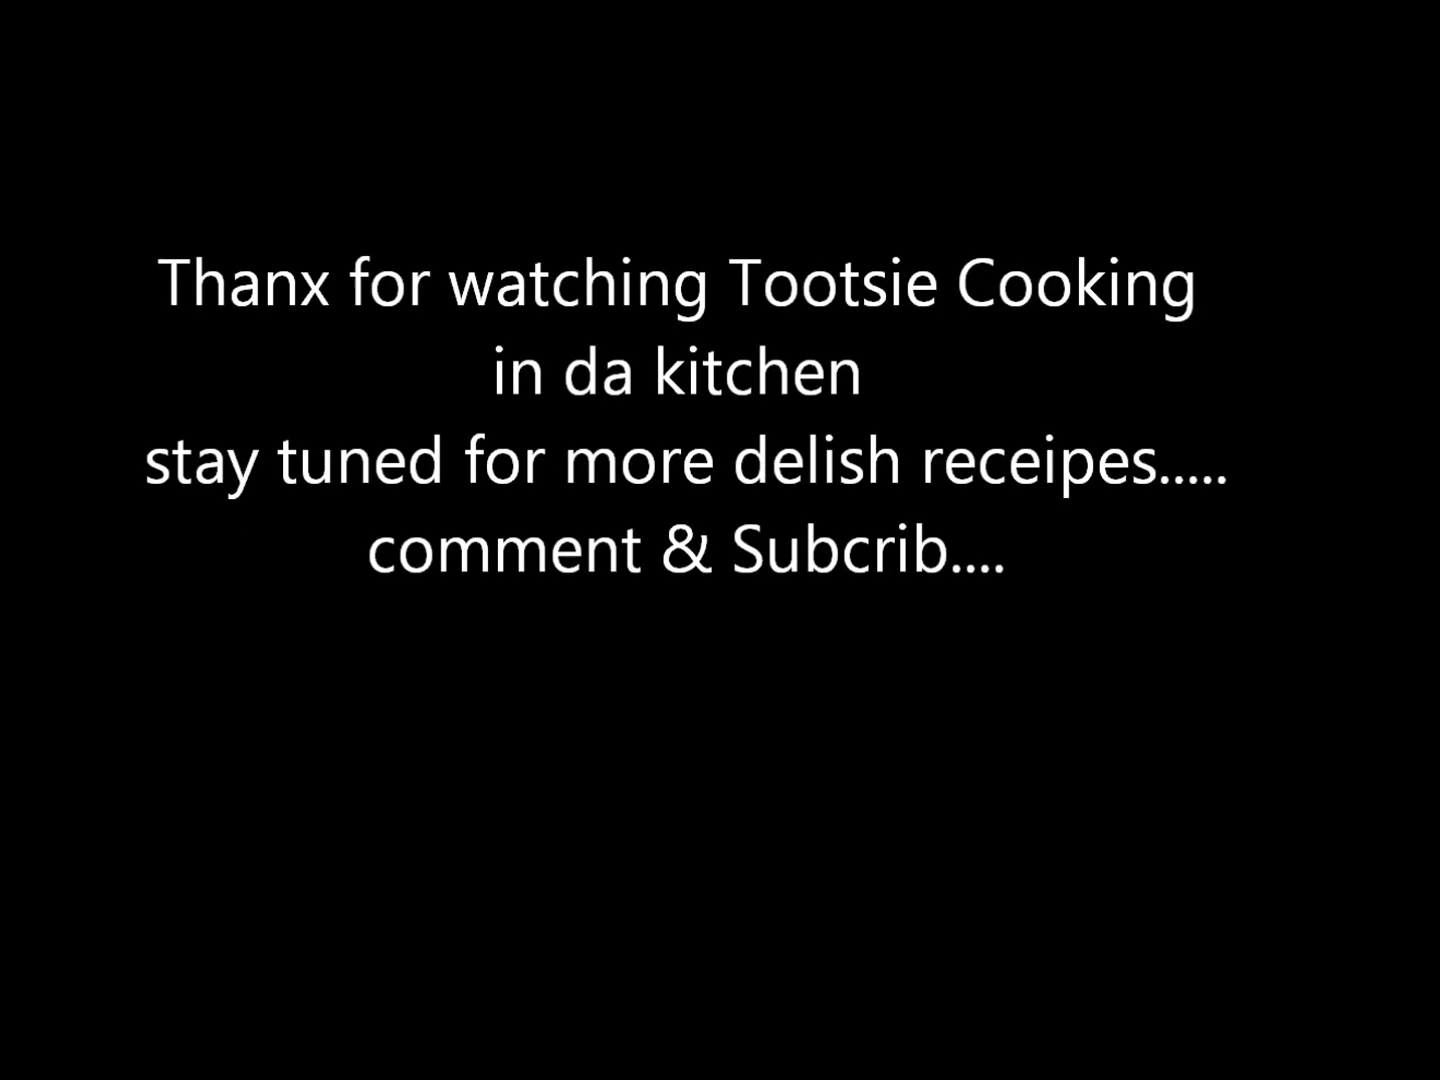 Thanx for watching Tootsie Cooking
in da kitchen
stay tuned for more delish receipes.....
comment & Subcrib....